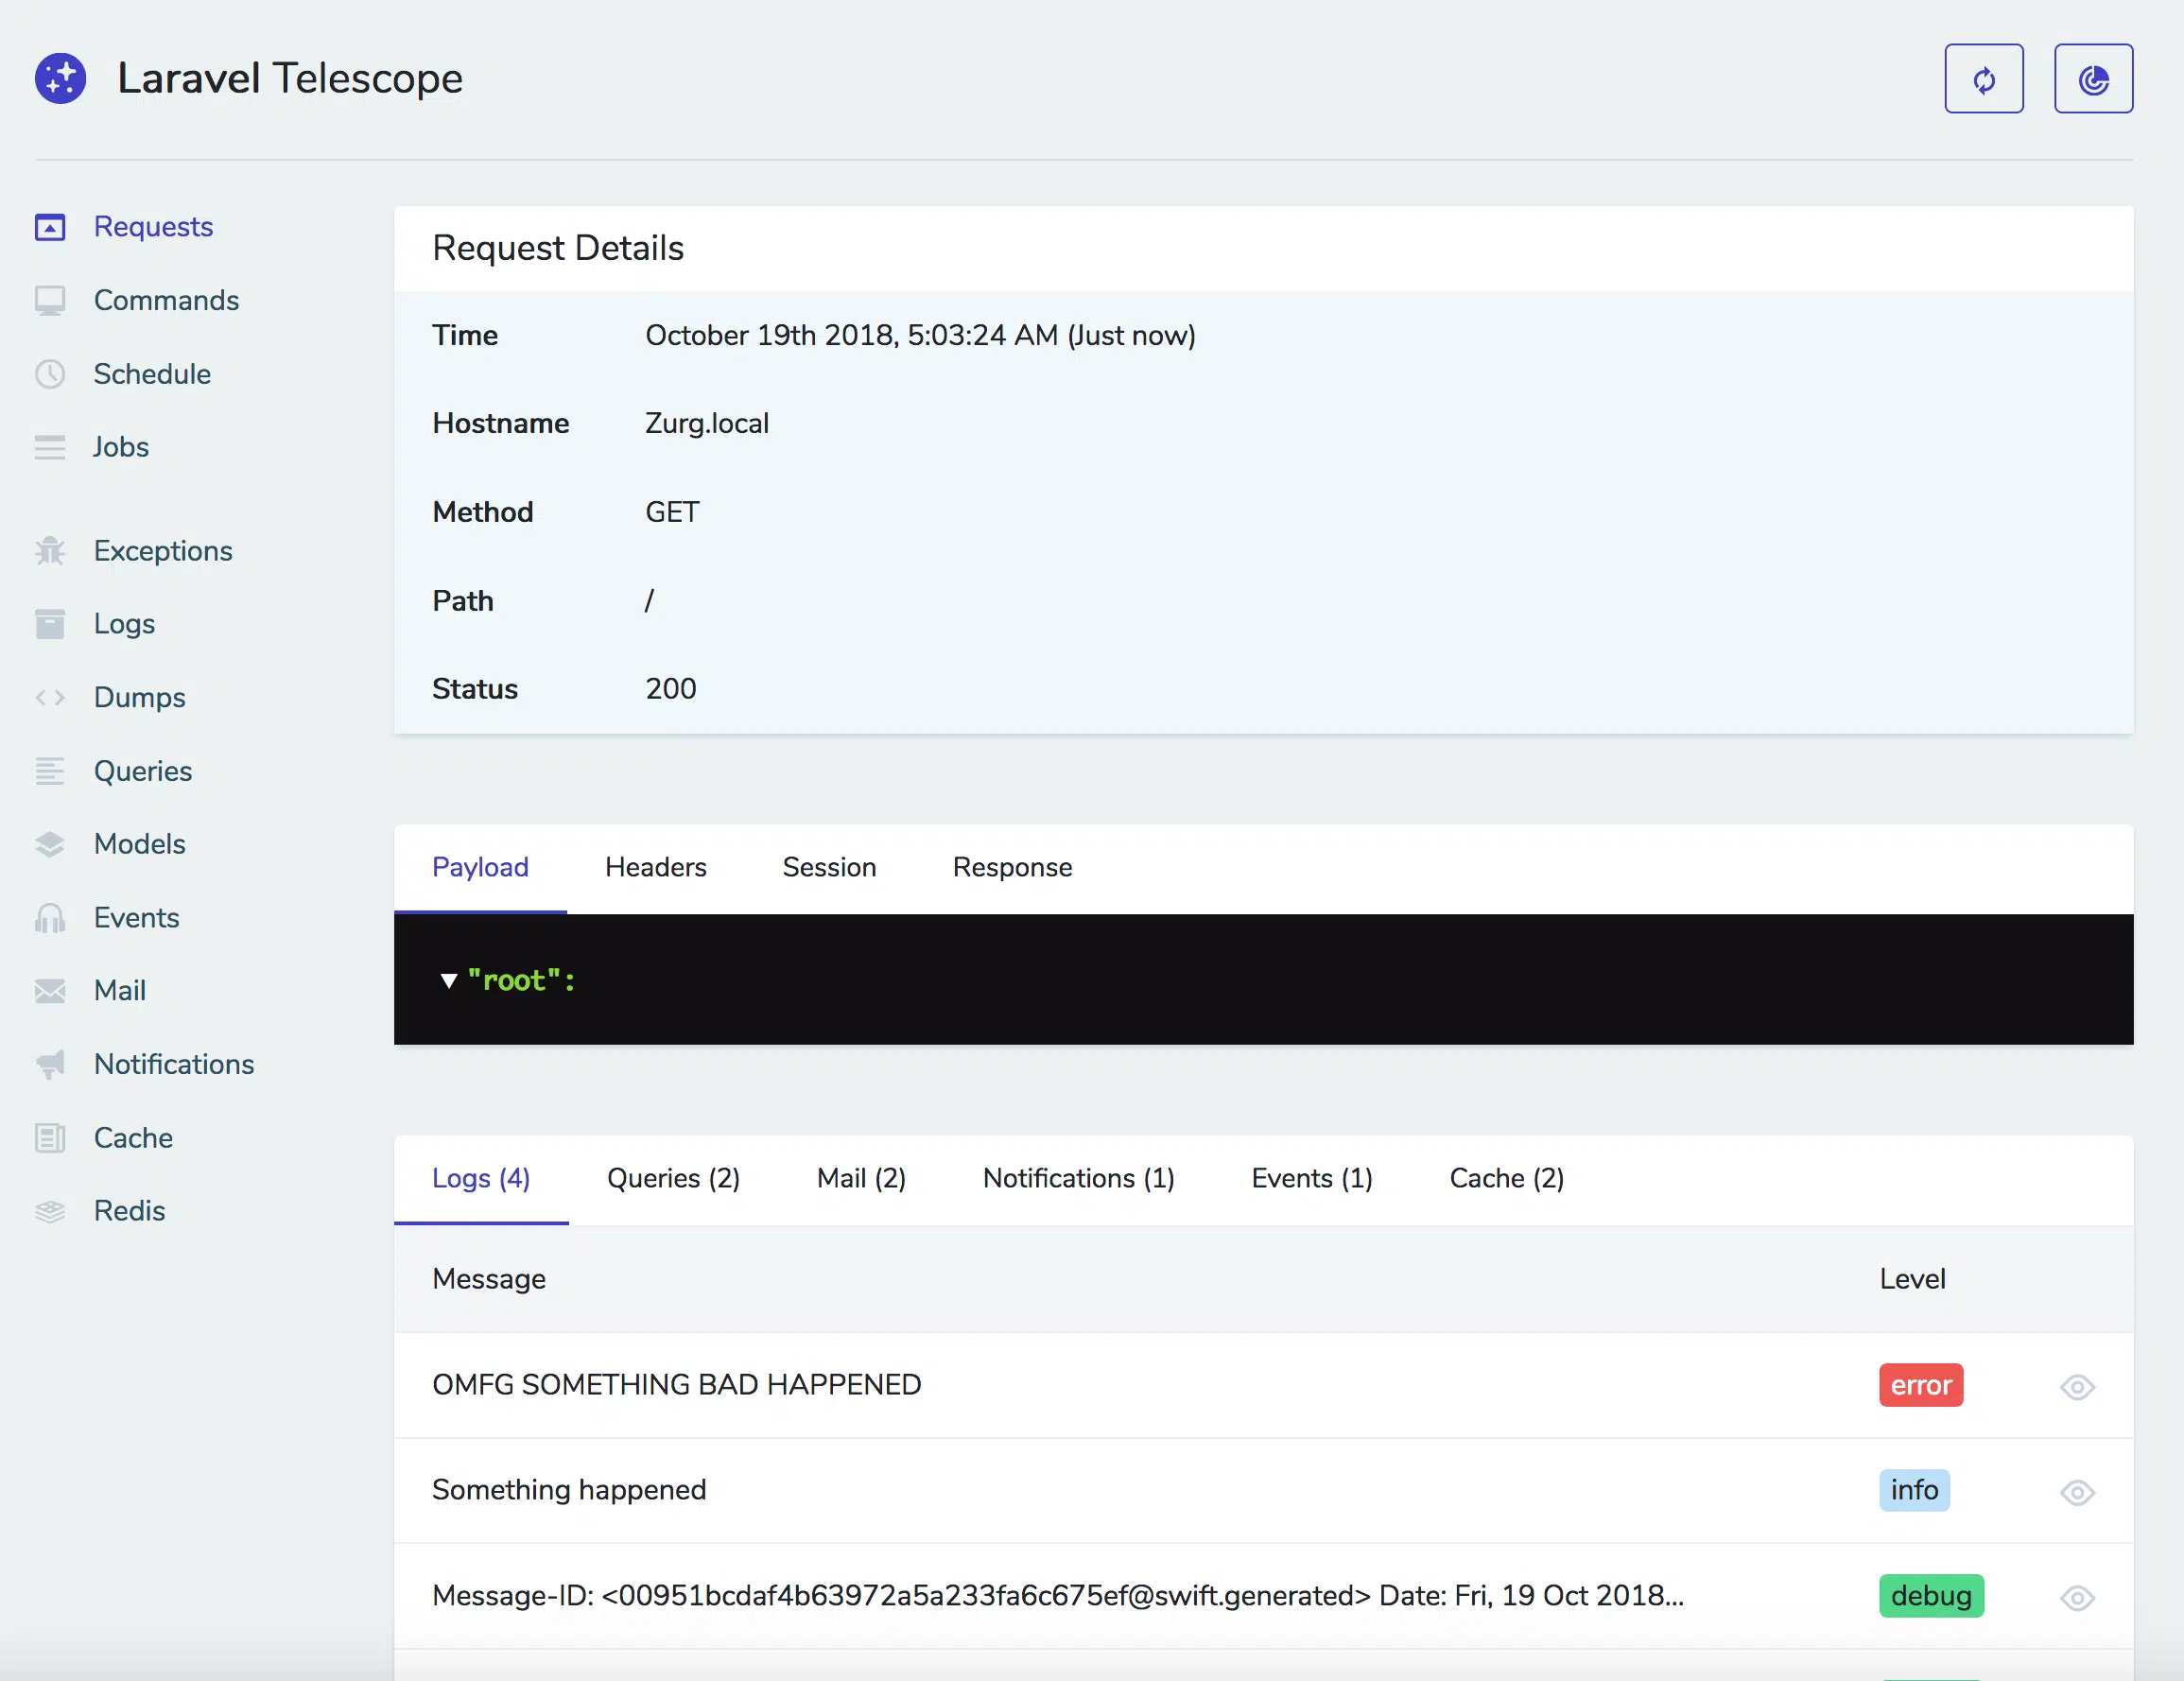 Laravel Telescope
Requests
Commands
Schedule
Jobs
Exceptions
Logs
Dumps
Queries
Models
Events
Mail
Notifications
Cache
Redis
Request Details
Time October 19th 2018, 5:03:24 AM (Just now)
Hostname Zurg.local
Method GET
Path /
Status 200
Payload Headers Session Response
"root":
Logs (4) Queries (2) Mail (2) Notifications (1) Events (1) Cache (2)
Message Level
OMFG SOMETHING BAD HAPPENED error
Something happened info
Message-ID: <00951bcdaf4b63972a5a233fa6c675ef@swift.generated> Date: Fri, 19 Oct 2018... debug